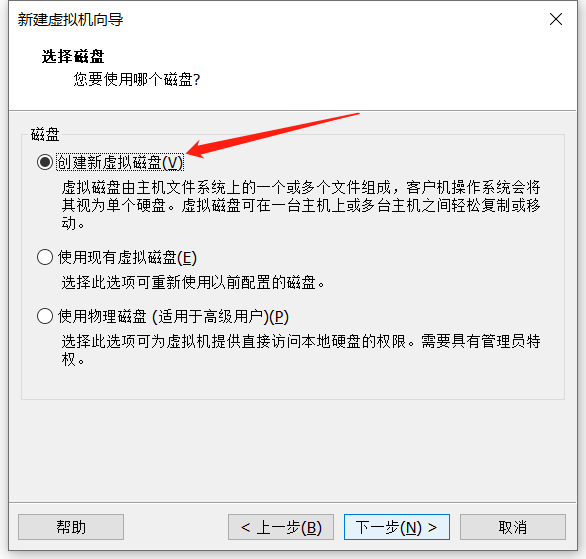 新建虚拟机向导
选择磁盘
您要使用哪个磁盘?
磁盘
创建新虚拟磁盘(V)
虚拟磁盘由主机文件系统上的一个或多个文件组成，客户机操作系统会将
其视为单个硬盘。虚拟磁盘可在一台主机上或多台主机之间轻松复制或移
动。
使用现有虚拟磁盘(E)
选择此选项可重新使用以前配置的磁盘。
使用物理磁盘 (适用于高级用户)(P)
选择此选项可为虚拟机提供直接访问本地硬盘的权限。需要具有管理员特
权。
帮助
< 上一步(B)
下一步(N) >
取消